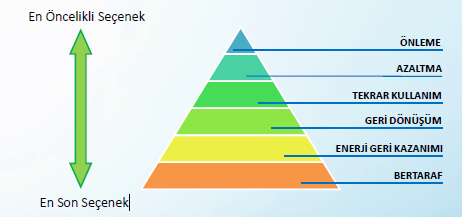 En Öncelikli Seçenek
ÖNLEME
AZALTMA
TEKRAR KULLANIM
GERİ DÖNÜŞÜM
ENERJİ GERİ KAZANIMI
BERTARAF
En Son Seçenek